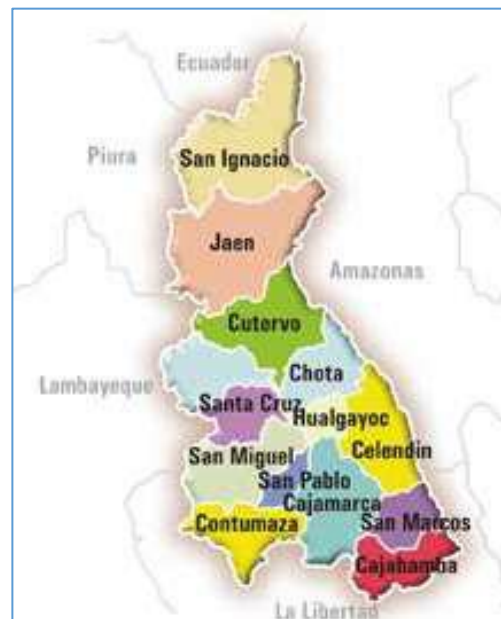 Ecuador
Piura
San Ignacio
Jaen
Amazonas
Cutervo
Lambayeque
Chota
Santa Cruz
Hualgayoc
Celendin
San Miguel
San Pablo
Cajamarca
Contumaza
San Marcos
Cajabamba
La Libertad